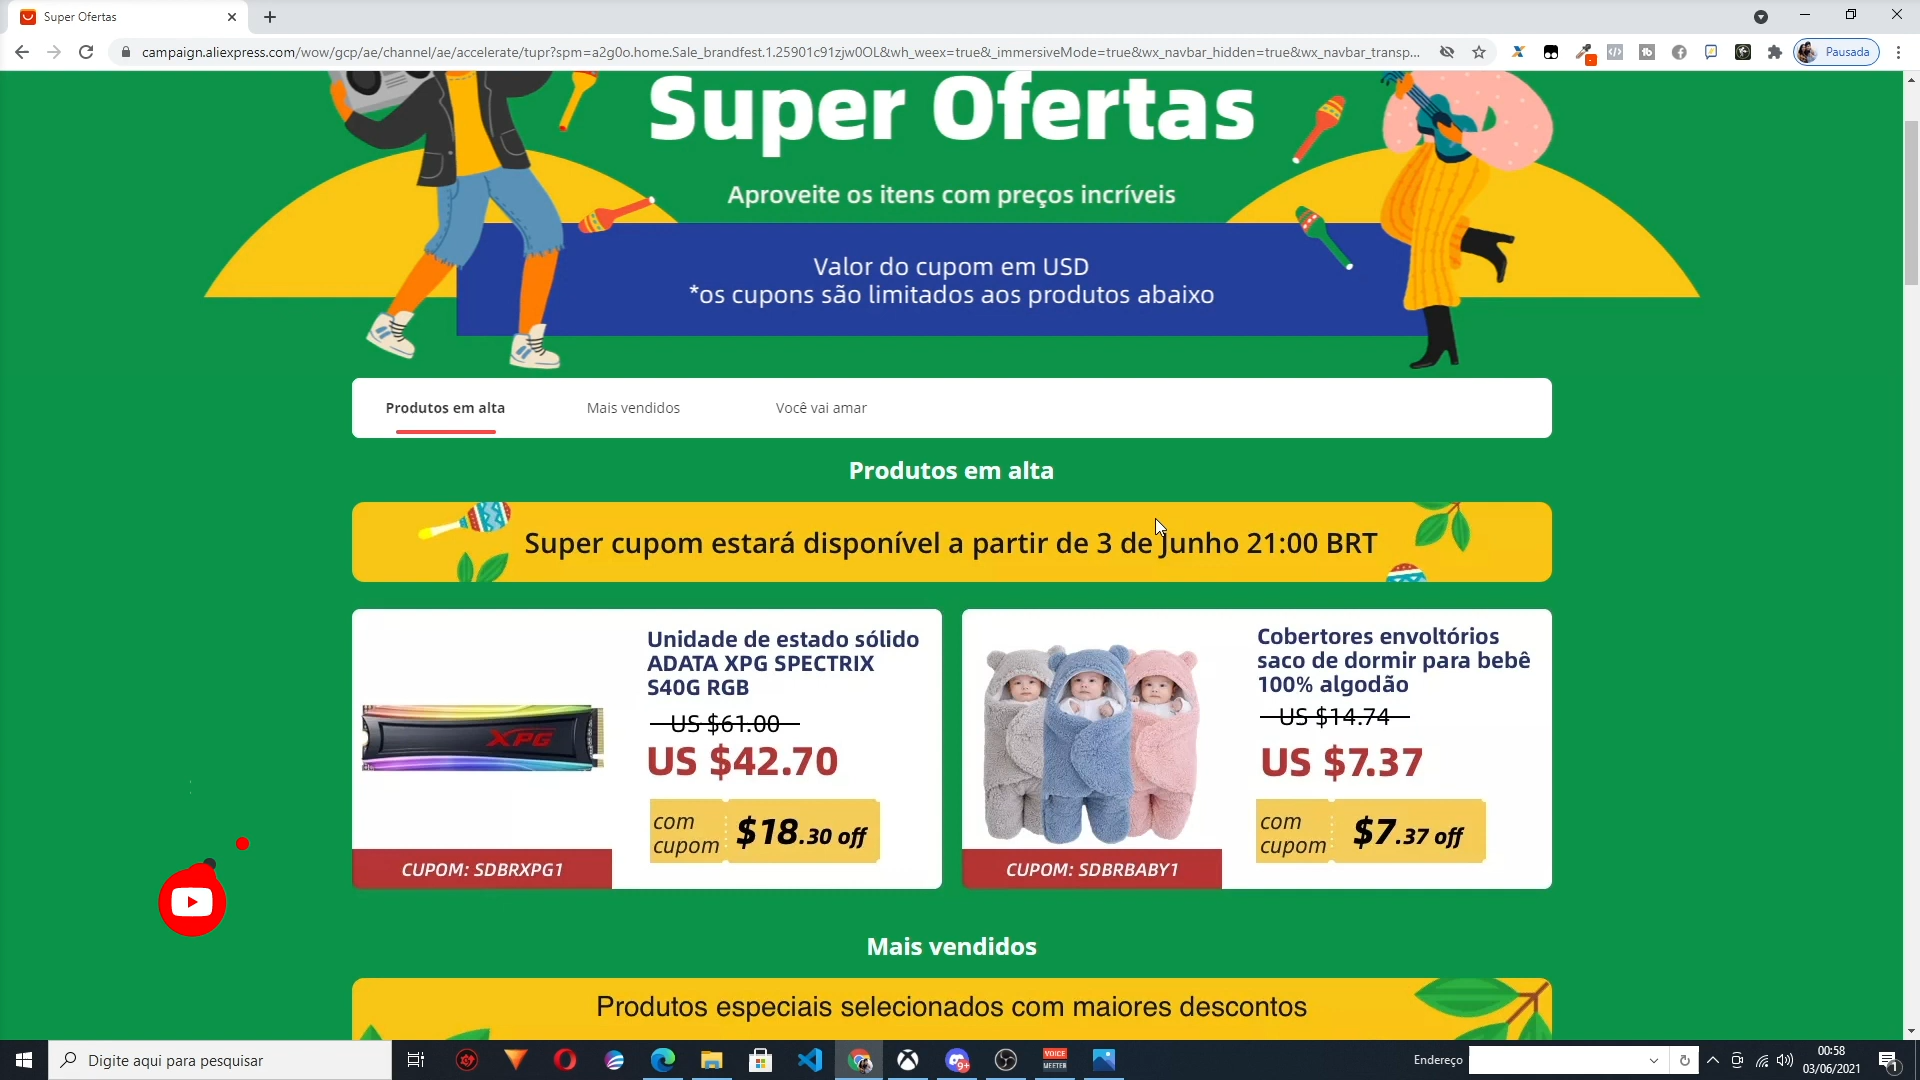 Super Ofertas
campaign.aliexpress.com/wow/gcp/ae/channel/ae/accelerate/tupr?spm=a2g0o.home.Sale_brandfest.1.25901c91zjw0OL&wh_weex=true&_immersiveMode=true&wx_navbar_hidden=true&wx_navbar_transp...
Pausada
Super Ofertas
Aproveite os itens com preços incríveis
Valor do cupom em USD
*os cupons são limitados aos produtos abaixo
Produtos em alta
Mais vendidos
Você vai amar
Produtos em alta
Super cupom estará disponível a partir de 3 de Junho 21:00 BRT
Unidade de estado sólido
ADATA XPG SPECTRIX
S40G RGB
US $61.00
US $42.70
com
cupom
$18.30 off
XPG
CUPOM: SDBRXPG1
Cobertores envoltórios
saco de dormir para bebê
100% algodão
US $14.74
US $7.37
com
cupom
$7.37 off
CUPOM: SDBRBABY1
Mais vendidos
Produtos especiais selecionados com maiores descontos
Digite aqui para pesquisar
9+
VOICE
MEETER
Endereço
00:58
03/06/2021
1